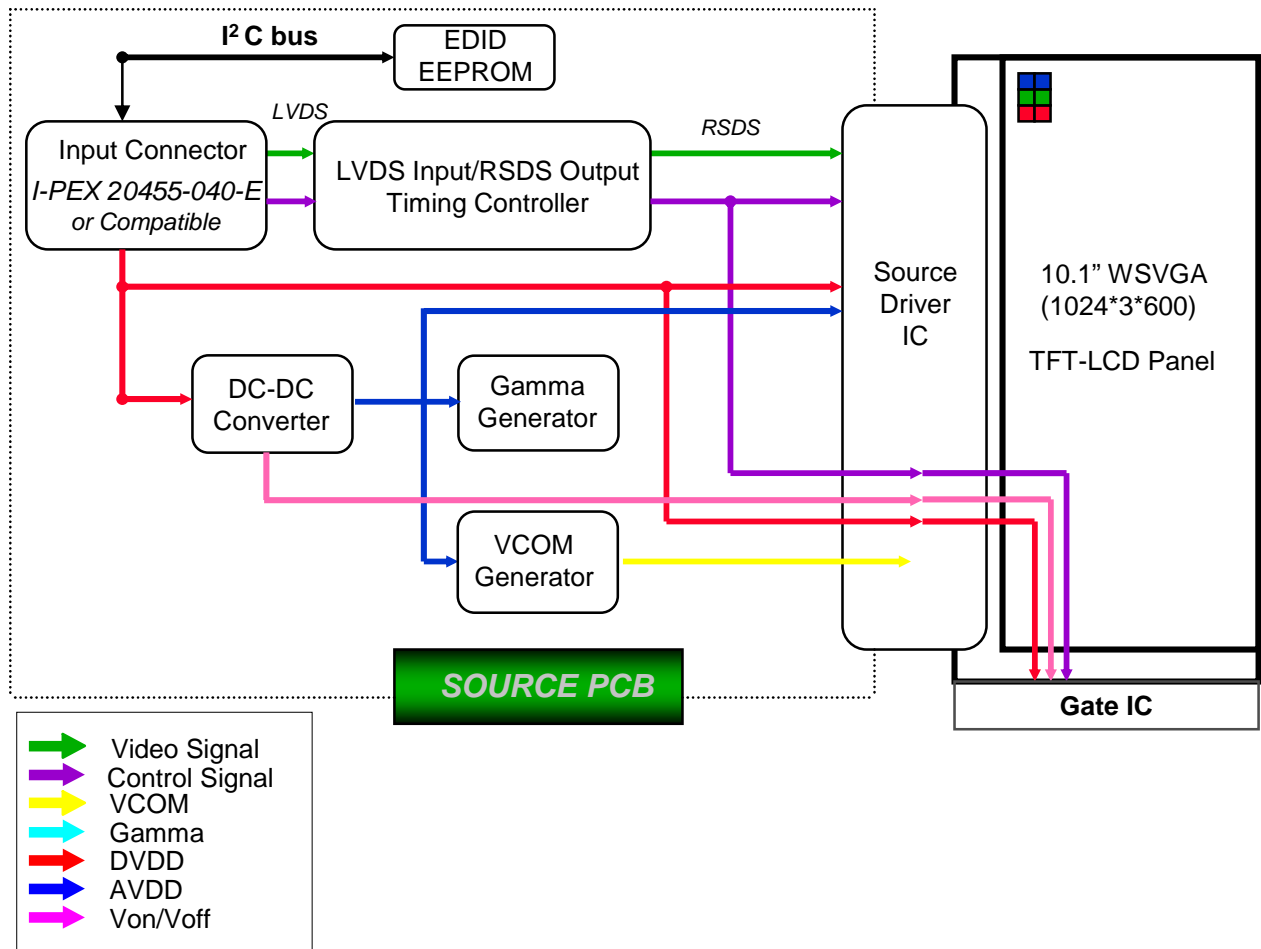 I² C bus
EDID
EEPROM
LVDS
RSDS
Input Connector
I-PEX 20455-040-E
or Compatible
LVDS Input/RSDS Output
Timing Controller
Source
Driver
IC
10.1” WSVGA
(1024*3*600)
TFT-LCD Panel
DC-DC
Converter
Gamma
Generator
VCOM
Generator
SOURCE PCB
Gate IC
Video Signal
Control Signal
VCOM
Gamma
DVDD
AVDD
Von/Voff